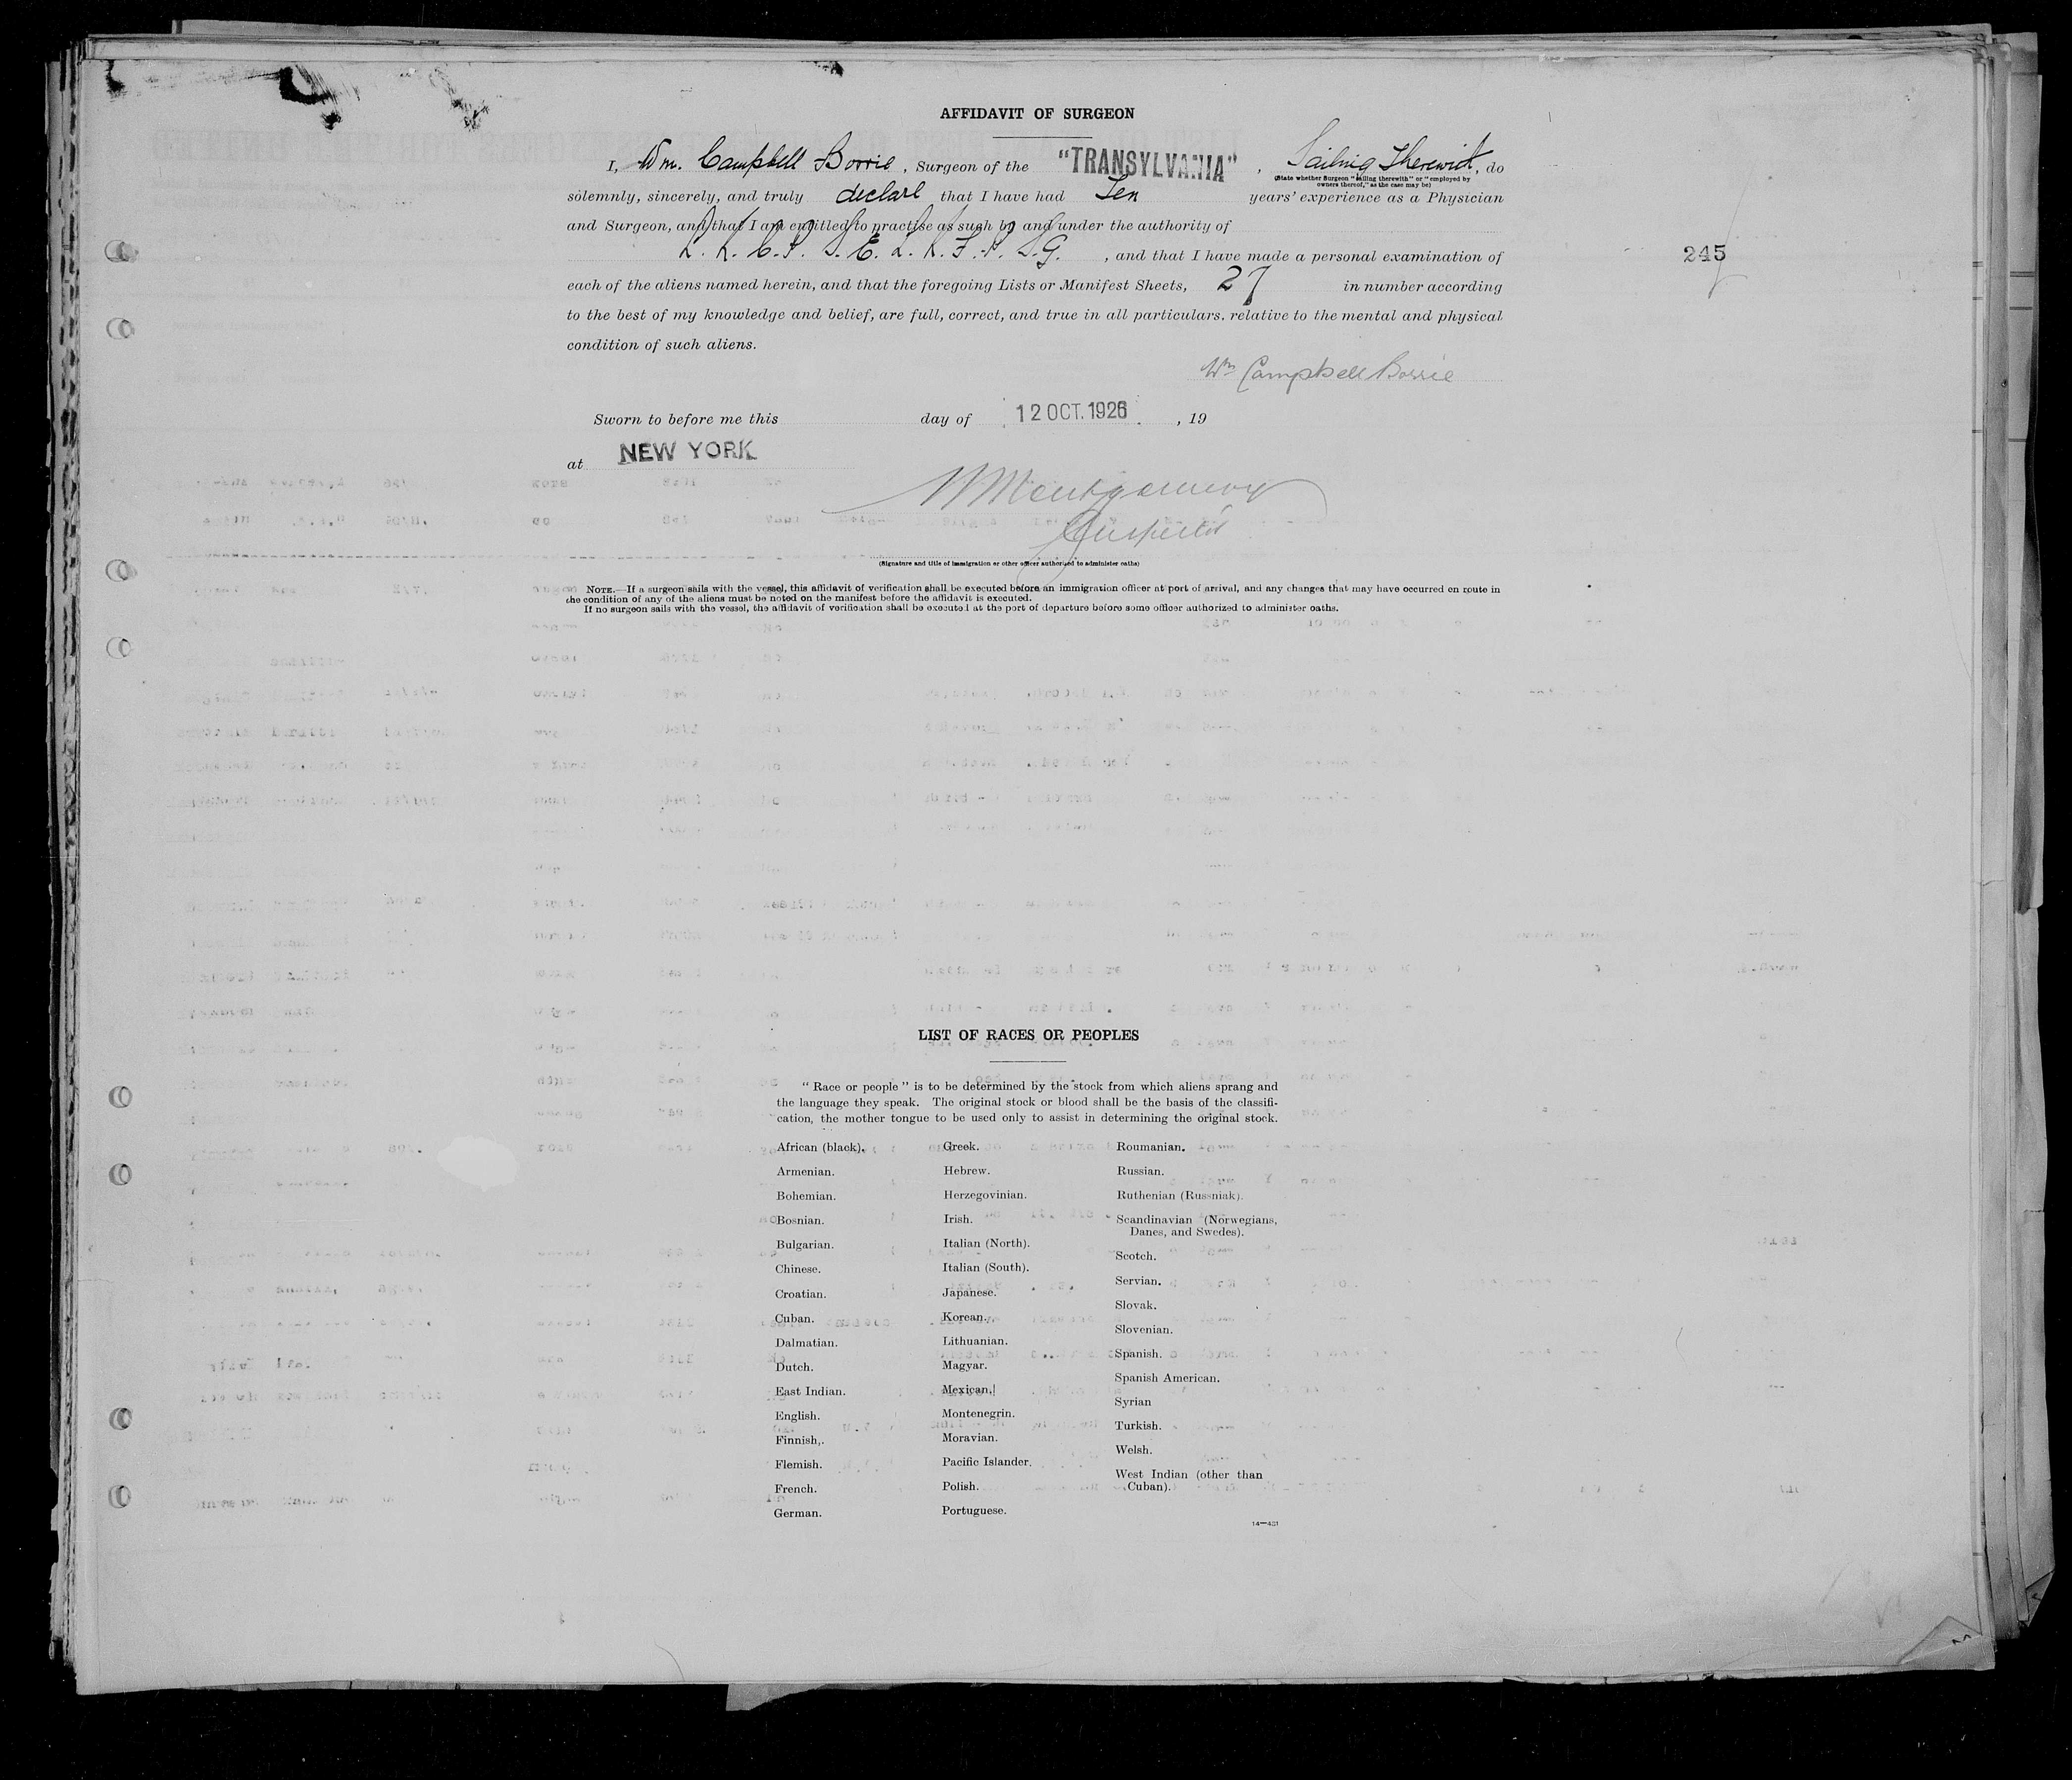 AFFIDAVIT OF SURGEON
I, Wm. Campbell Borrie, Surgeon of the "TRANSYLVANIA", Sailing Therewith, do
(State whether Surgeon "sailing therewith" or "employed by
owners thereof," as the case may be)
solemnly, sincerely, and truly declare that I have had Ten years' experience as a Physician
and Surgeon, and that I am entitled to practise as such by and under the authority of
L. R. C. P. S. E. L. R. F. P. S. G. , and that I have made a personal examination of
245
each of the aliens named herein, and that the foregoing Lists or Manifest Sheets, 27 in number according
to the best of my knowledge and belief, are full, correct, and true in all particulars, relative to the mental and physical
condition of such aliens.
Wm Campbell Borrie
Sworn to before me this day of 12 OCT. 1926 , 19
at NEW YORK
Montgomery
Inspector
(Signature and title of immigration or other officer authorized to administer oaths)
NOTE.—If a surgeon sails with the vessel, this affidavit of verification shall be executed before an immigration officer at port of arrival, and any changes that may have occurred en route in
the condition of any of the aliens must be noted on the manifest before the affidavit is executed.
If no surgeon sails with the vessel, the affidavit of verification shall be executed at the port of departure before some officer authorized to administer oaths.
LIST OF RACES OR PEOPLES
"Race or people" is to be determined by the stock from which aliens sprang and
the language they speak. The original stock or blood shall be the basis of the classifi-
cation, the mother tongue to be used only to assist in determining the original stock.
African (black).
Armenian.
Bohemian.
Bosnian.
Bulgarian.
Chinese.
Croatian.
Cuban.
Dalmatian.
Dutch.
East Indian.
English.
Finnish.
Flemish.
French.
German.
Greek.
Hebrew.
Herzegovinian.
Irish.
Italian (North).
Italian (South).
Japanese.
Korean.
Lithuanian.
Magyar.
Mexican.
Montenegrin.
Moravian.
Pacific Islander.
Polish.
Portuguese.
Roumanian.
Russian.
Ruthenian (Russniak).
Scandinavian (Norwegians,
Danes, and Swedes).
Scotch.
Servian.
Slovak.
Slovenian.
Spanish.
Spanish American.
Syrian
Turkish.
Welsh.
West Indian (other than
Cuban).
14—431